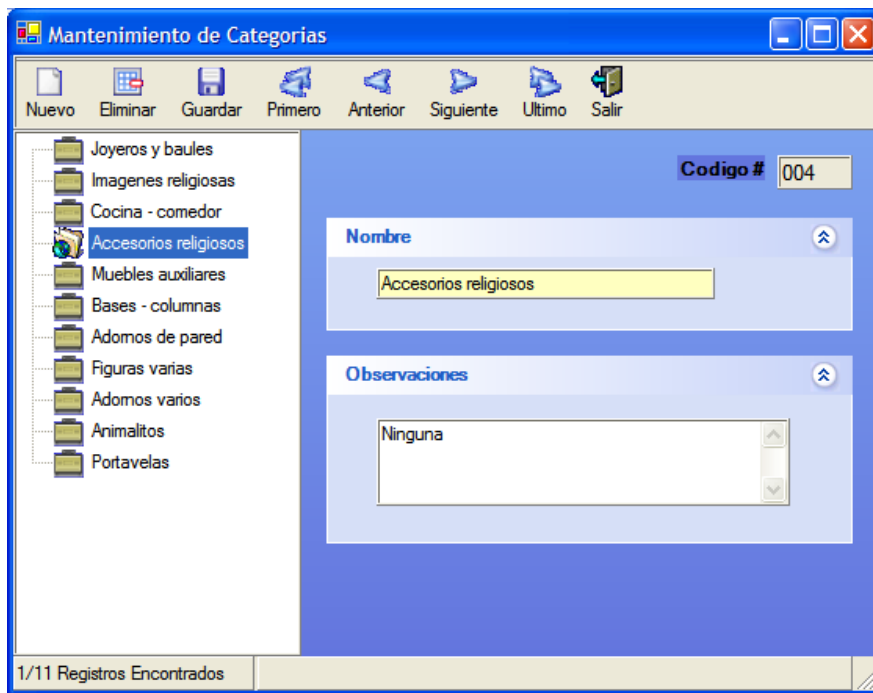 Mantenimiento de Categorias
Nuevo Eliminar Guardar Primero Anterior Siguiente Ultimo Salir
Joyeros y baules
Imagenes religiosas
Cocina - comedor
Accesorios religiosos
Muebles auxiliares
Bases - columnas
Adornos de pared
Figuras varias
Adornos varios
Animalitos
Portavelas
Codigo # 004
Nombre
Accesorios religiosos
Observaciones
Ninguna
1/11 Registros Encontrados